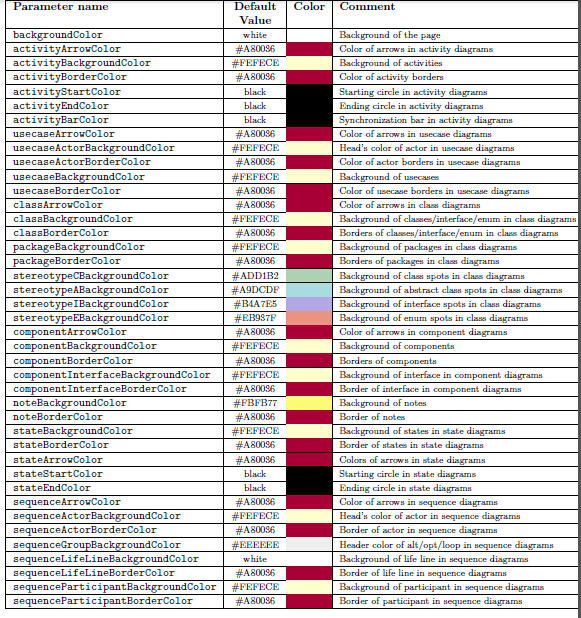 Parameter name Default Value Color Comment
backgroundColor white Background of the page
activityArrowColor #A80036 Color of arrows in activity diagrams
activityBackgroundColor #FEFECE Background of activities
activityBorderColor #A80036 Color of activity borders
activityStartColor black Starting circle in activity diagrams
activityEndColor black Ending circle in activity diagrams
activityBarColor black Synchronization bar in activity diagrams
usecaseArrowColor #A80036 Color of arrows in usecase diagrams
usecaseActorBackgroundColor #FEFECE Head's color of actor in usecase diagrams
usecaseActorBorderColor #A80036 Color of actor borders in usecase diagrams
usecaseBackgroundColor #FEFECE Background of usecases
usecaseBorderColor #A80036 Color of usecase borders in usecase diagrams
classArrowColor #A80036 Color of arrows in class diagrams
classBackgroundColor #FEFECE Background of classes/interface/enum in class diagrams
classBorderColor #A80036 Borders of classes/interface/enum in class diagrams
packageBackgroundColor #FEFECE Background of packages in class diagrams
packageBorderColor #A80036 Borders of packages in class diagrams
stereotypeCBackgroundColor #ADD1B2 Background of class spots in class diagrams
stereotypeABackgroundColor #A9DCDF Background of abstract class spots in class diagrams
stereotypeIBackgroundColor #B4A7E5 Background of interface spots in class diagrams
stereotypeEBackgroundColor #EB937F Background of enum spots in class diagrams
componentArrowColor #A80036 Color of arrows in component diagrams
componentBackgroundColor #FEFECE Background of components
componentBorderColor #A80036 Borders of components
componentInterfaceBackgroundColor #FEFECE Background of interface in component diagrams
componentInterfaceBorderColor #A80036 Border of interface in component diagrams
noteBackgroundColor #FBFB77 Background of notes
noteBorderColor #A80036 Border of notes
stateBackgroundColor #FEFECE Background of states in state diagrams
stateBorderColor #A80036 Border of states in state diagrams
stateArrowColor #A80036 Colors of arrows in state diagrams
stateStartColor black Starting circle in state diagrams
stateEndColor black Ending circle in state diagrams
sequenceArrowColor #A80036 Color of arrows in sequence diagrams
sequenceActorBackgroundColor #FEFECE Head's color of actor in sequence diagrams
sequenceActorBorderColor #A80036 Border of actor in sequence diagrams
sequenceGroupBackgroundColor #EEEEEE Header color of alt/opt/loop in sequence diagrams
sequenceLifeLineBackgroundColor white Background of life line in sequence diagrams
sequenceLifeLineBorderColor #A80036 Border of life line in sequence diagrams
sequenceParticipantBackgroundColor #FEFECE Background of participant in sequence diagrams
sequenceParticipantBorderColor #A80036 Border of participant in sequence diagrams